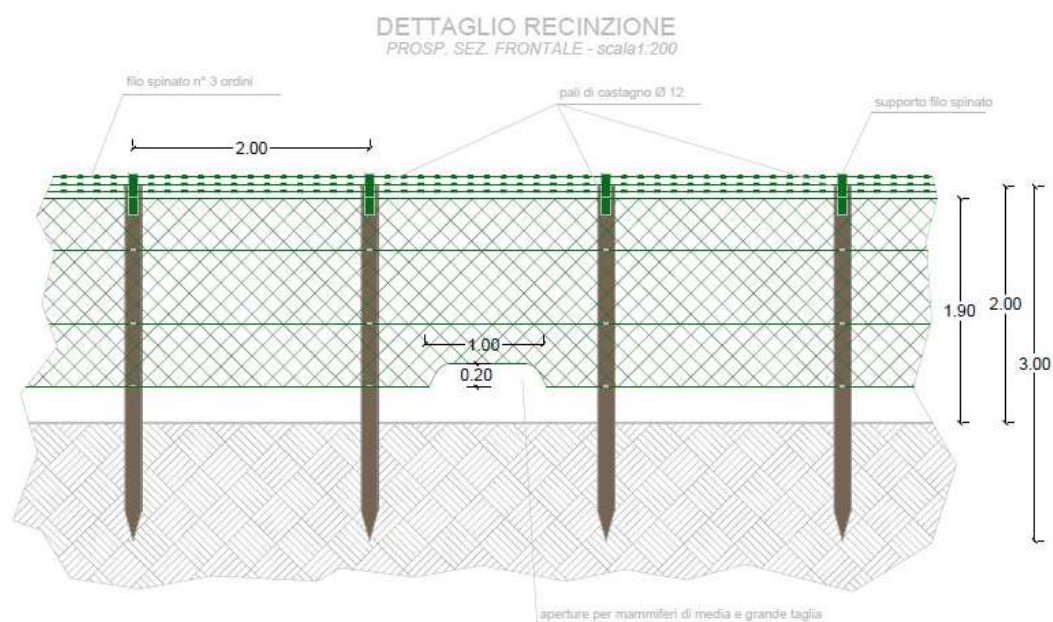 DETTAGLIO RECINZIONE
PROSP. SEZ. FRONTALE - scala1:200
filo spinato n° 3 ordini
pali di castagno Ø 12
supporto filo spinato
2.00
1.90
2.00
3.00
1.00
0.20
aperture per mammiferi di media e grande taglia